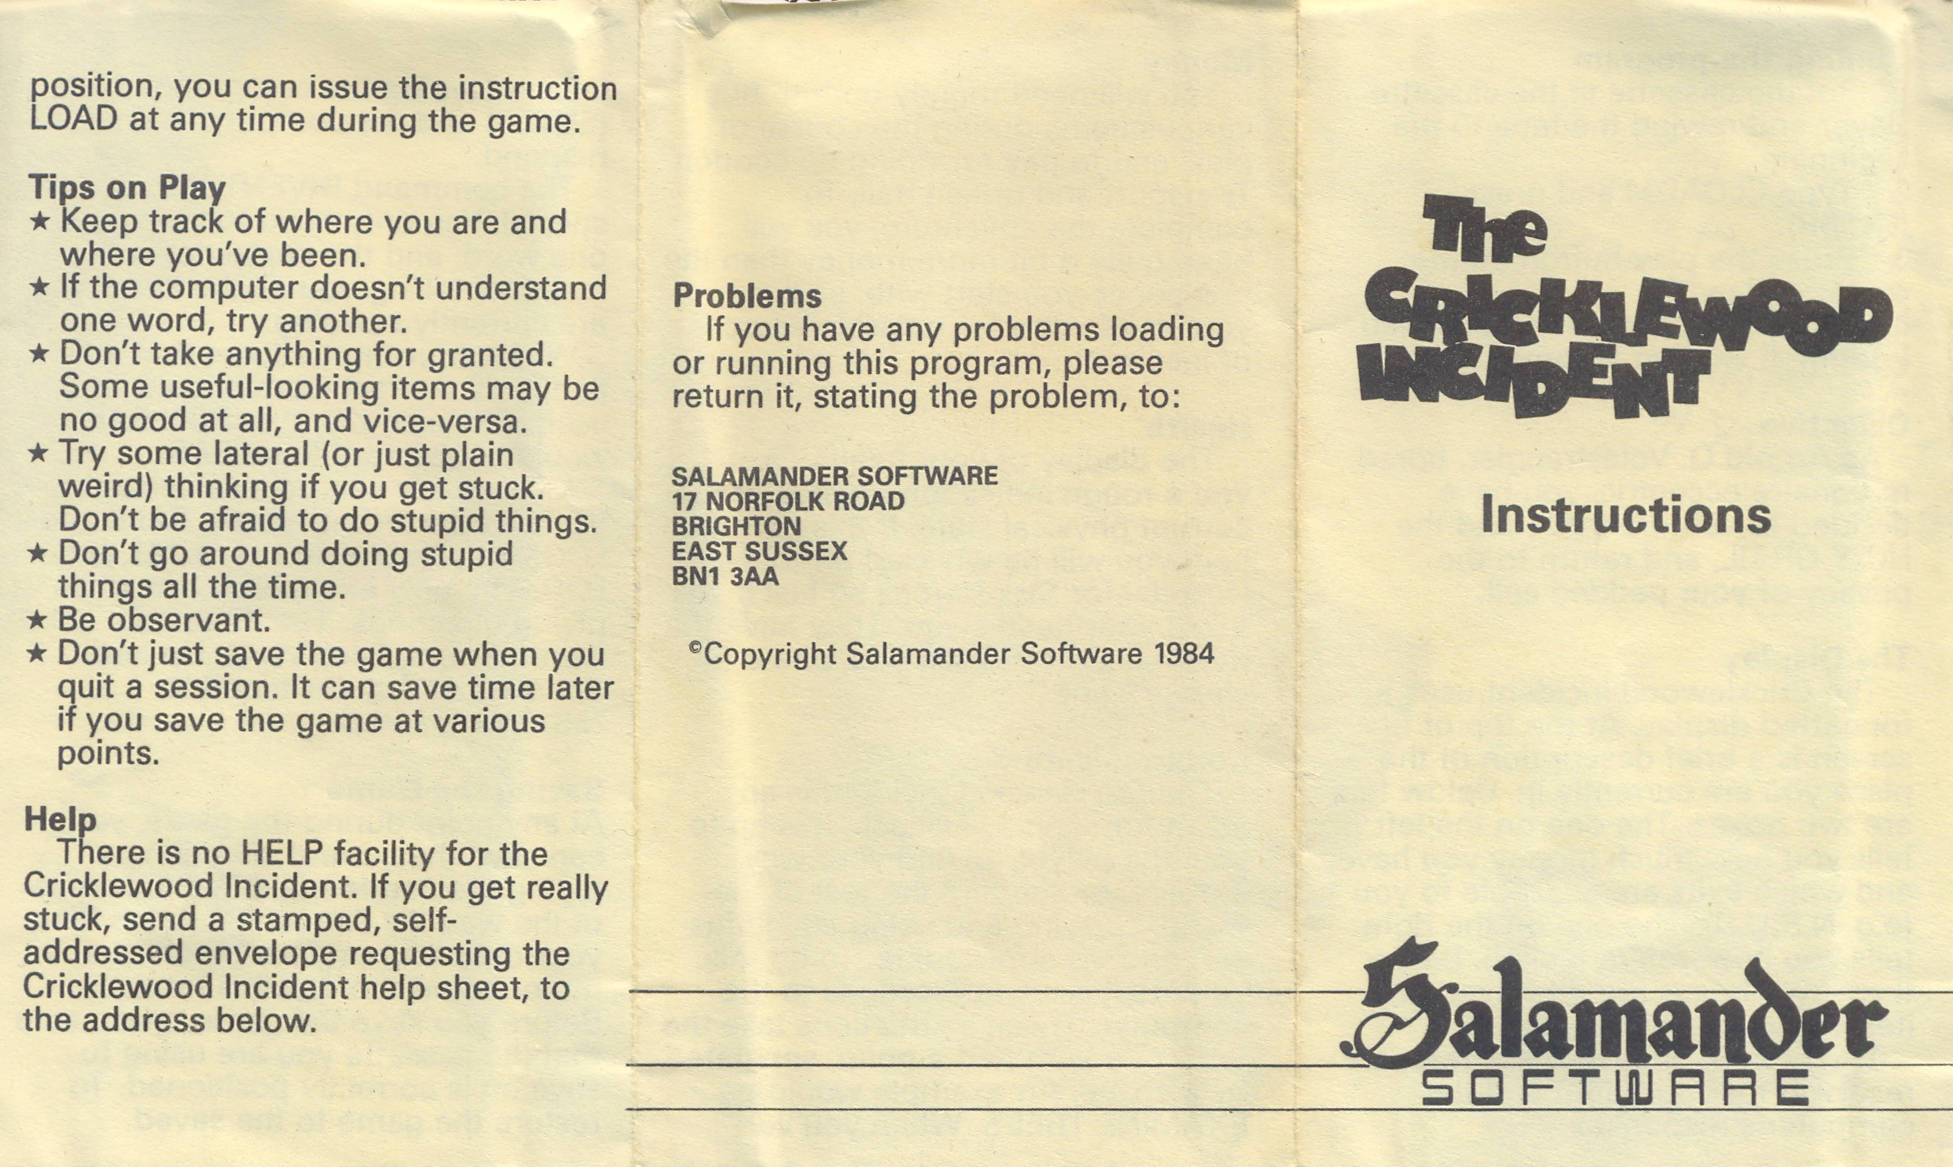 position, you can issue the instruction
LOAD at any time during the game.
Tips on Play
★ Keep track of where you are and
where you've been.
★ If the computer doesn't understand
one word, try another.
★ Don't take anything for granted.
Some useful-looking items may be
no good at all, and vice-versa.
★ Try some lateral (or just plain
weird) thinking if you get stuck.
Don't be afraid to do stupid things.
★ Don't go around doing stupid
things all the time.
★ Be observant.
★ Don't just save the game when you
quit a session. It can save time later
if you save the game at various
points.
Help
There is no HELP facility for the
Cricklewood Incident. If you get really
stuck, send a stamped, self-
addressed envelope requesting the
Cricklewood Incident help sheet, to
the address below.
Problems
If you have any problems loading
or running this program, please
return it, stating the problem, to:
SALAMANDER SOFTWARE
17 NORFOLK ROAD
BRIGHTON
EAST SUSSEX
BN1 3AA
©Copyright Salamander Software 1984
The
CRICKLEWOOD
INCIDENT
Instructions
Salamander
SOFTWARE